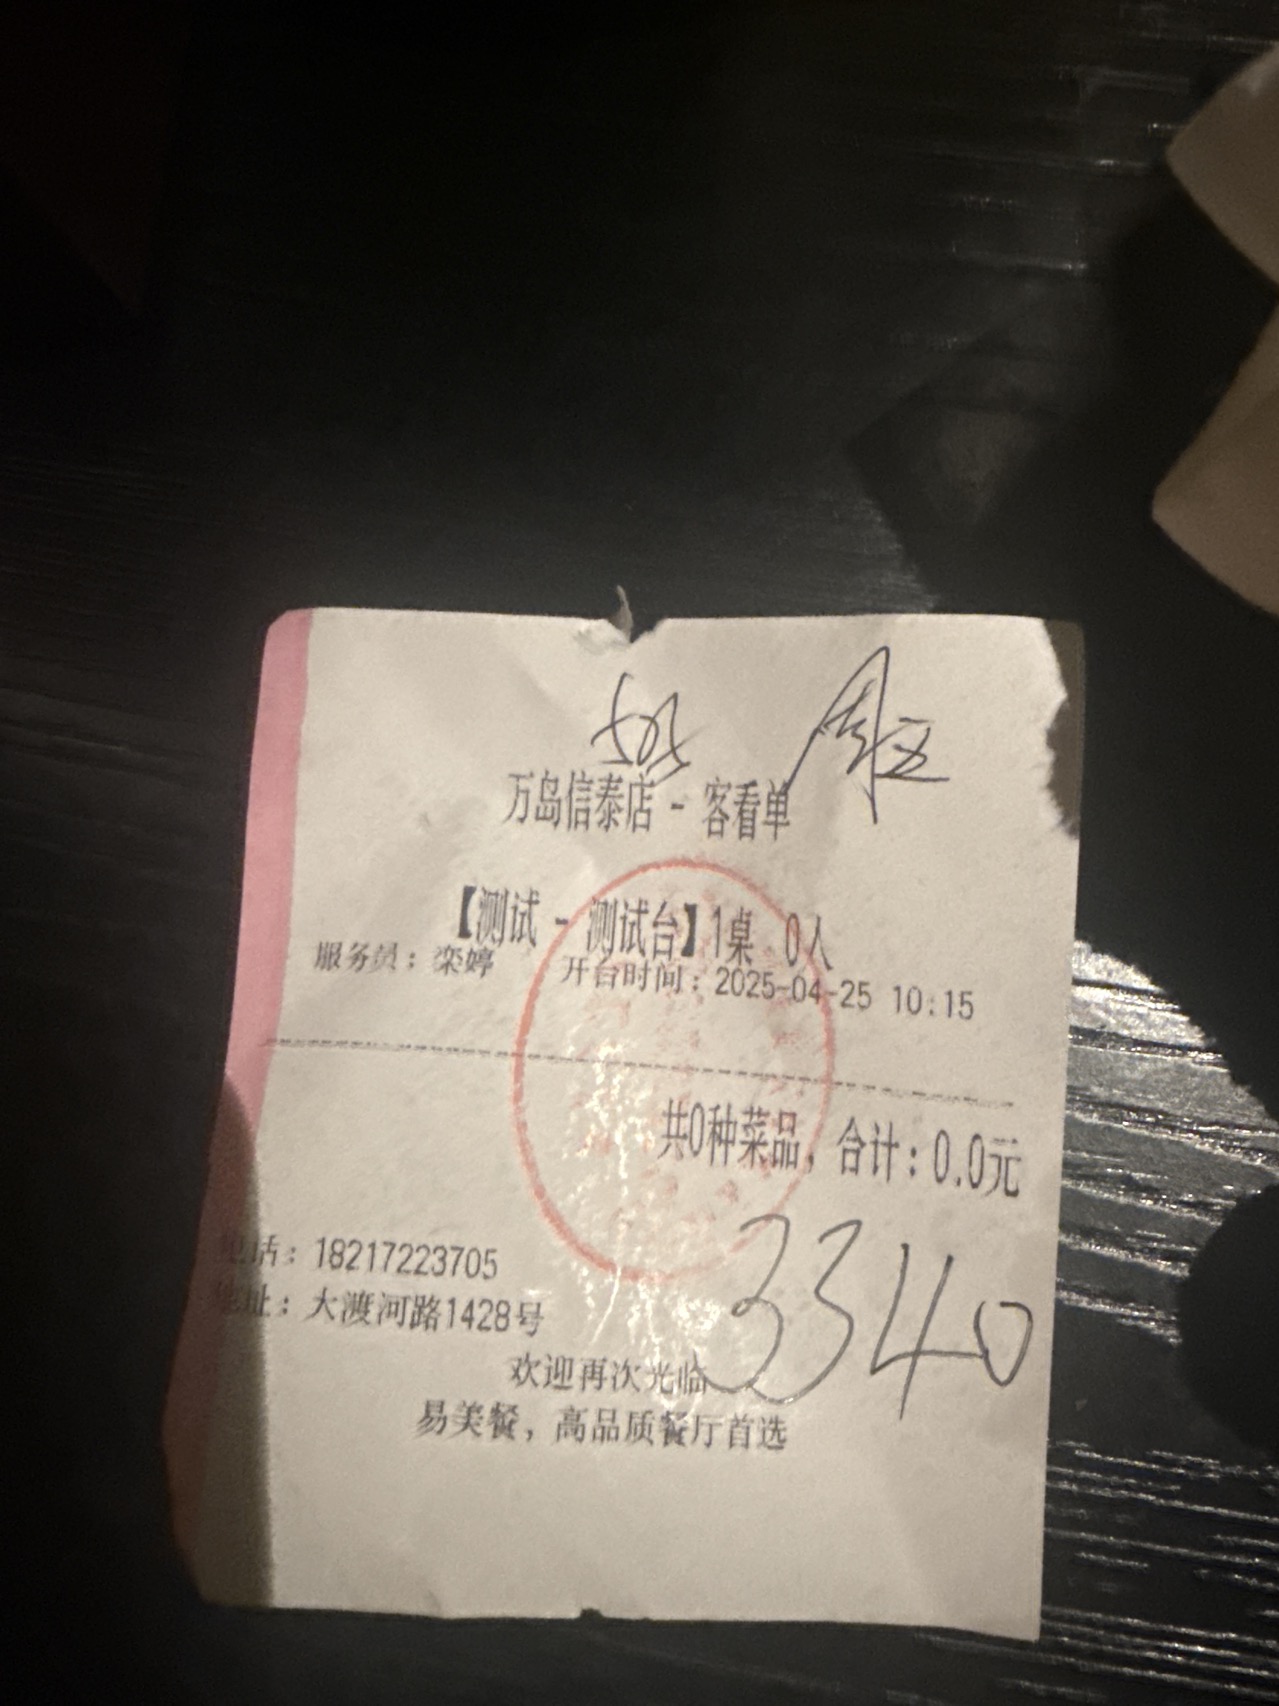 周五
万岛信泰店 - 客看单
【测试 - 测试台】1桌 0人
服务员：栾婷 开台时间：2025-04-25 10:15
共0种菜品，合计：0.0元
3340
电话：18217223705
地址：大渡河路1428号
欢迎再次光临
易美餐，高品质餐厅首选